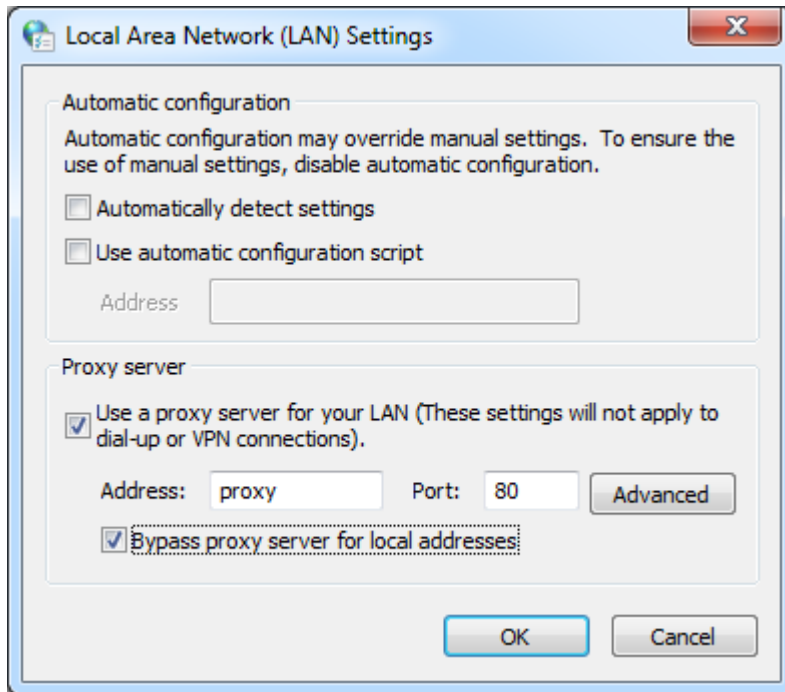 Local Area Network (LAN) Settings
Automatic configuration
Automatic configuration may override manual settings.  To ensure the
use of manual settings, disable automatic configuration.
Automatically detect settings
Use automatic configuration script
Address
Proxy server
Use a proxy server for your LAN (These settings will not apply to
dial-up or VPN connections).
Address: proxy Port: 80 Advanced
Bypass proxy server for local addresses
OK Cancel